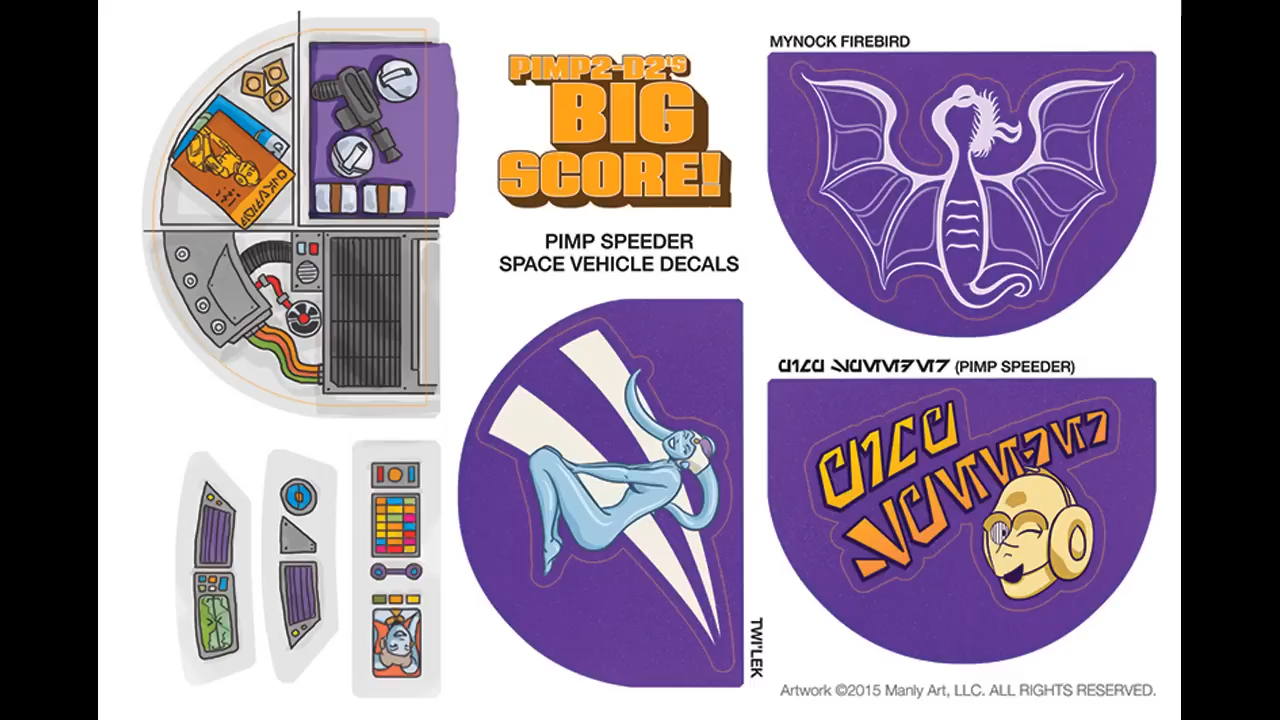 PIMP2-D2'S
BIG
SCORE!
PIMP SPEEDER
SPACE VEHICLE DECALS
MYNOCK FIREBIRD
(PIMP SPEEDER)
TWI'LEK
Artwork ©2015 Manly Art, LLC. ALL RIGHTS RESERVED.